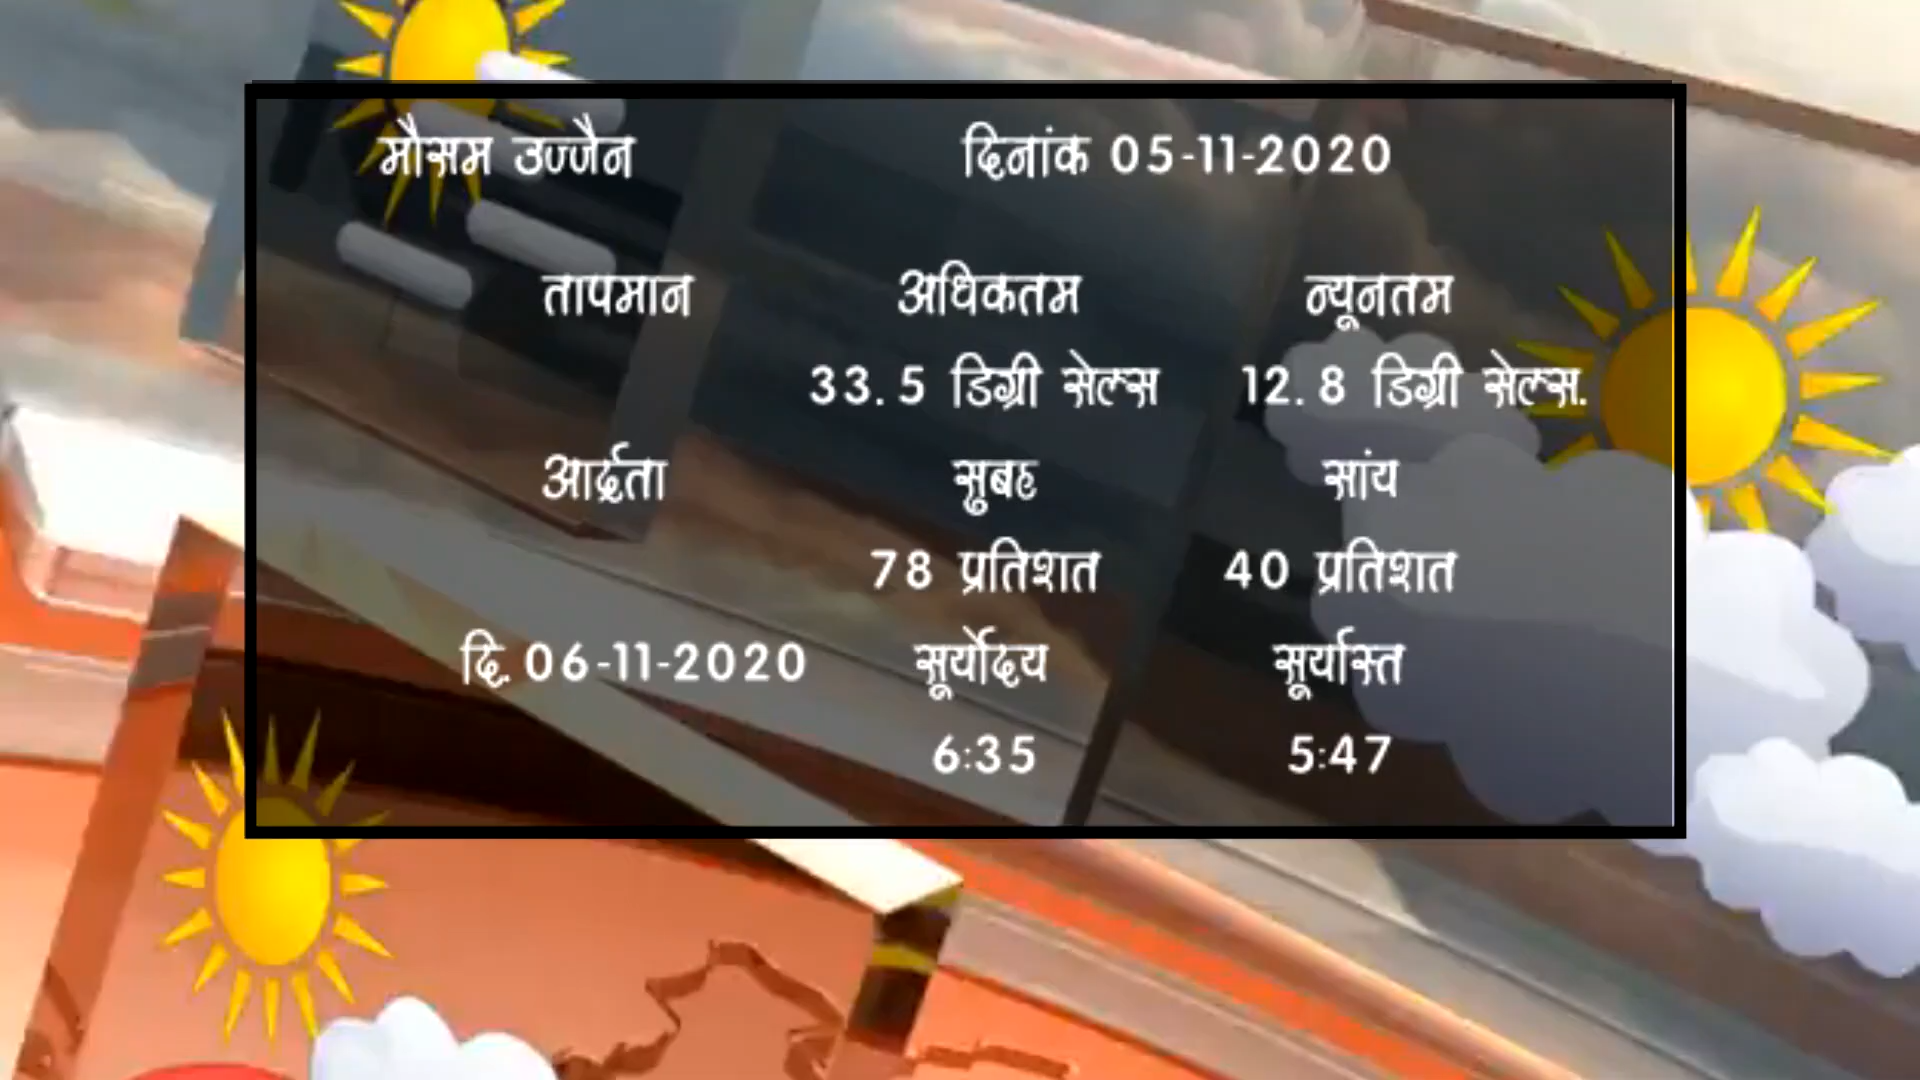 मौसम उज्जैन दिनांक 05-11-2020
तापमान अधिकतम न्यूनतम
33.5 डिग्री सेल्स 12.8 डिग्री सेल्स.
आर्द्रता सुबह सांय
78 प्रतिशत 40 प्रतिशत
दि. 06-11-2020 सूर्योदय सूर्यास्त
6:35 5:47